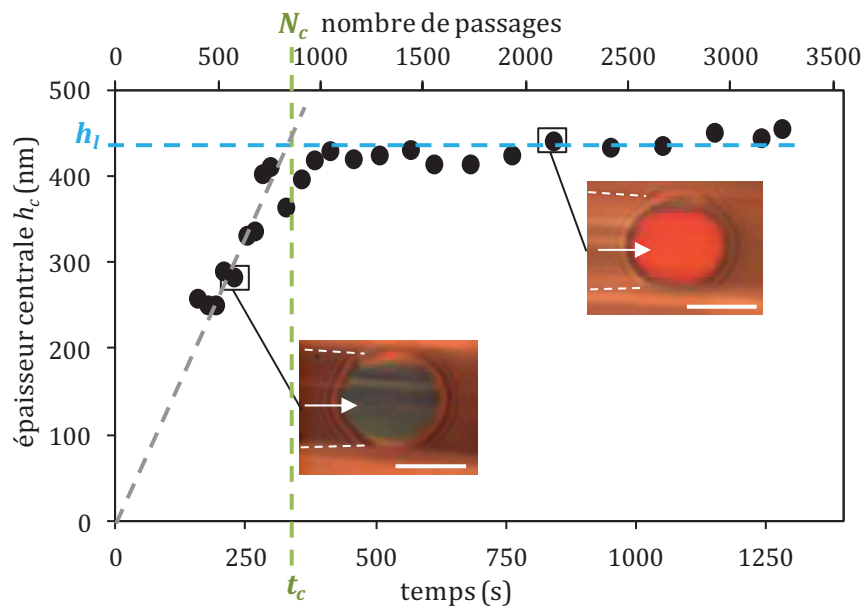 N_c nombre de passages
0 500 1000 1500 2000 2500 3000 3500
500
h_l
400
300
200
100
0
épaisseur centrale h_c (nm)
0 250 500 750 1000 1250
t_c temps (s)